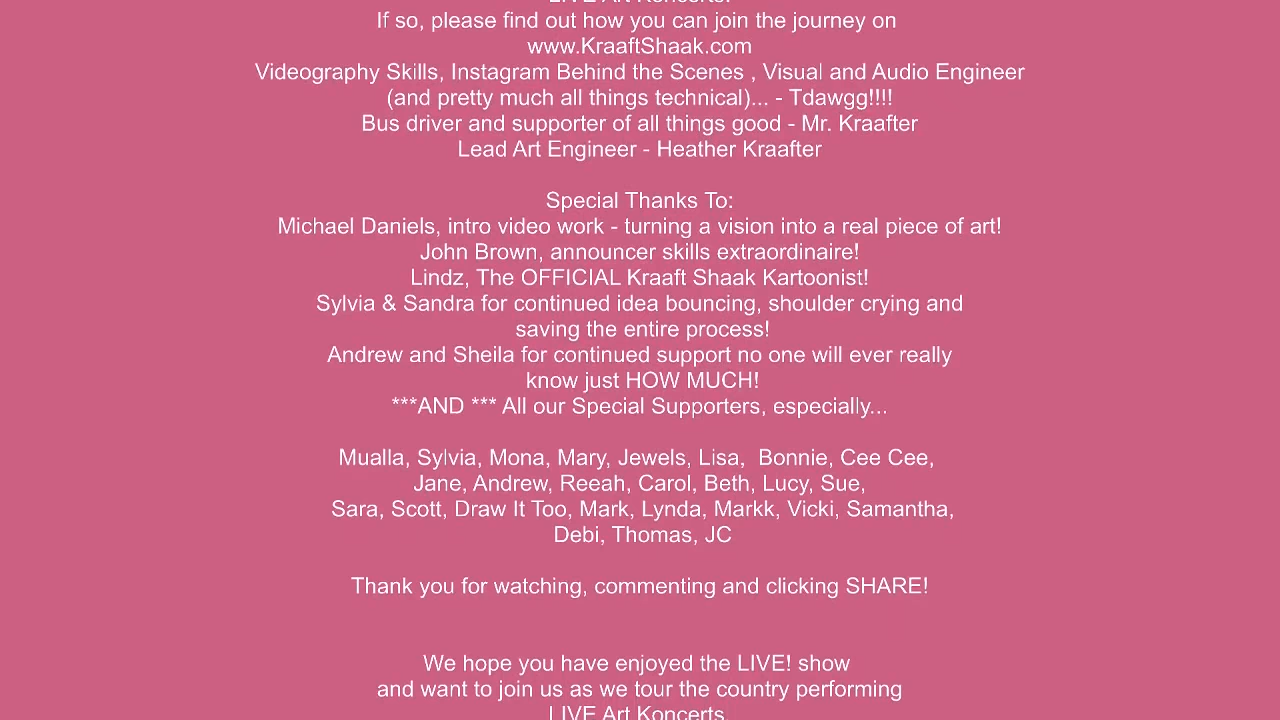 LIVE Art Koncerts!
If so, please find out how you can join the journey on
www.KraaftShaak.com
Videography Skills, Instagram Behind the Scenes , Visual and Audio Engineer
(and pretty much all things technical)... - Tdawgg!!!!
Bus driver and supporter of all things good - Mr. Kraafter
Lead Art Engineer - Heather Kraafter
Special Thanks To:
Michael Daniels, intro video work - turning a vision into a real piece of art!
John Brown, announcer skills extraordinaire!
Lindz, The OFFICIAL Kraaft Shaak Kartoonist!
Sylvia & Sandra for continued idea bouncing, shoulder crying and
saving the entire process!
Andrew and Sheila for continued support no one will ever really
know just HOW MUCH!
***AND *** All our Special Supporters, especially...
Mualla, Sylvia, Mona, Mary, Jewels, Lisa,  Bonnie, Cee Cee,
Jane, Andrew, Reeah, Carol, Beth, Lucy, Sue,
Sara, Scott, Draw It Too, Mark, Lynda, Markk, Vicki, Samantha,
Debi, Thomas, JC
Thank you for watching, commenting and clicking SHARE!
We hope you have enjoyed the LIVE! show
and want to join us as we tour the country performing
LIVE Art Koncerts